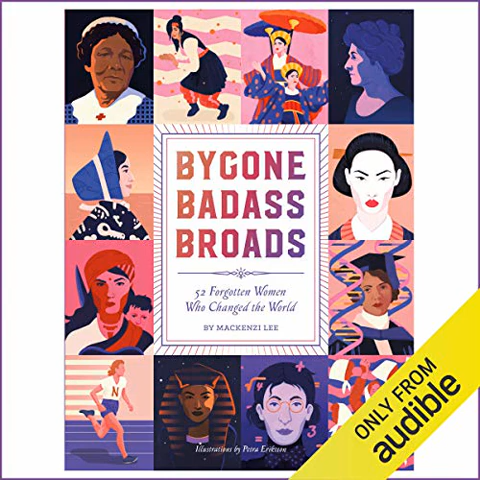 BYGONE
BADASS
BROADS
52 Forgotten Women
Who Changed the World
BY MACKENZI LEE
N
Illustrations by Petra Eriksson
ONLY FROM
audible